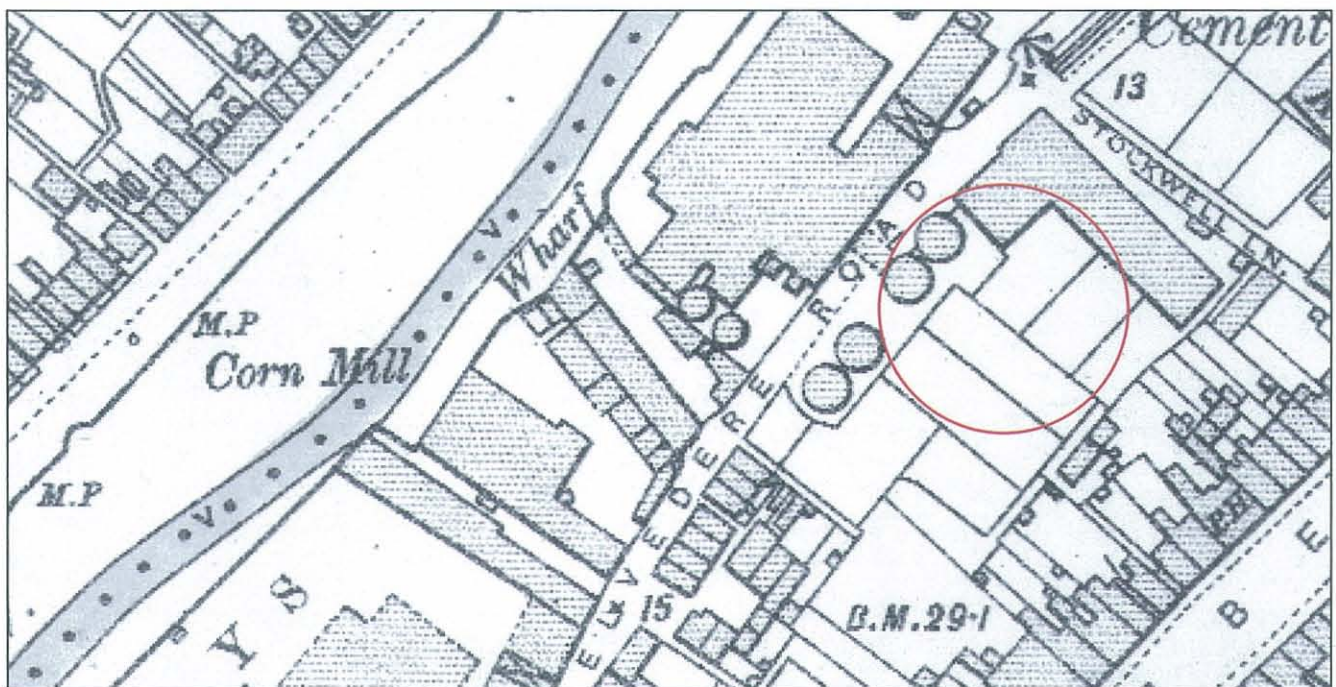 Cement
13
STOCKWELL LN.
Wharf
BELVEDERE ROAD
M.P
Corn Mill
M.P
V
V
P.H
15
B.M.29·1
Y S
B E